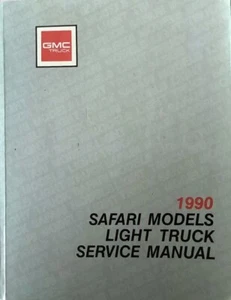 GMC
TRUCK
1990
SAFARI MODELS
LIGHT TRUCK
SERVICE MANUAL